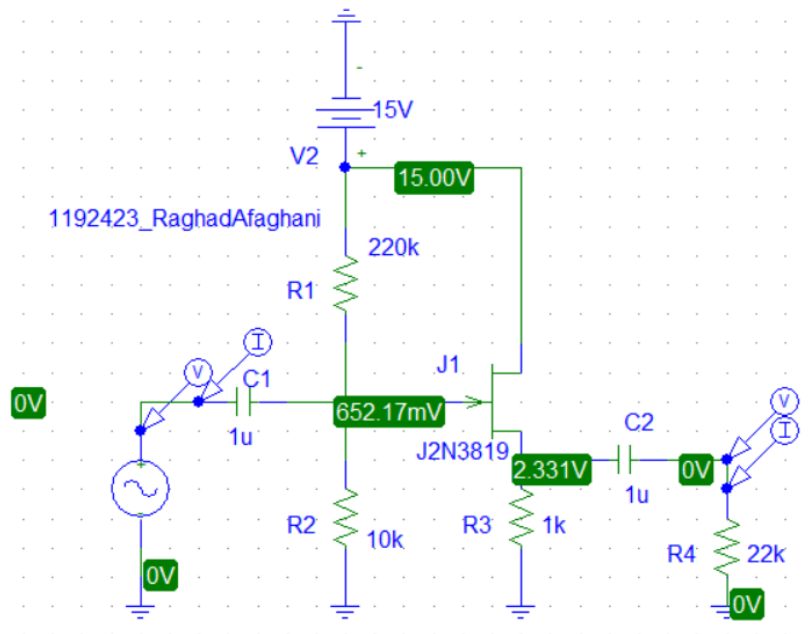 -
15V
V2
+
15.00V
1192423_RaghadAfaghani
220k
R1
I
V
J1
C1
0V
652.17mV
V
C2
I
1u
J2N3819
2.331V
0V
+
1u
R2
10k
R3
1k
R4
22k
0V
0V